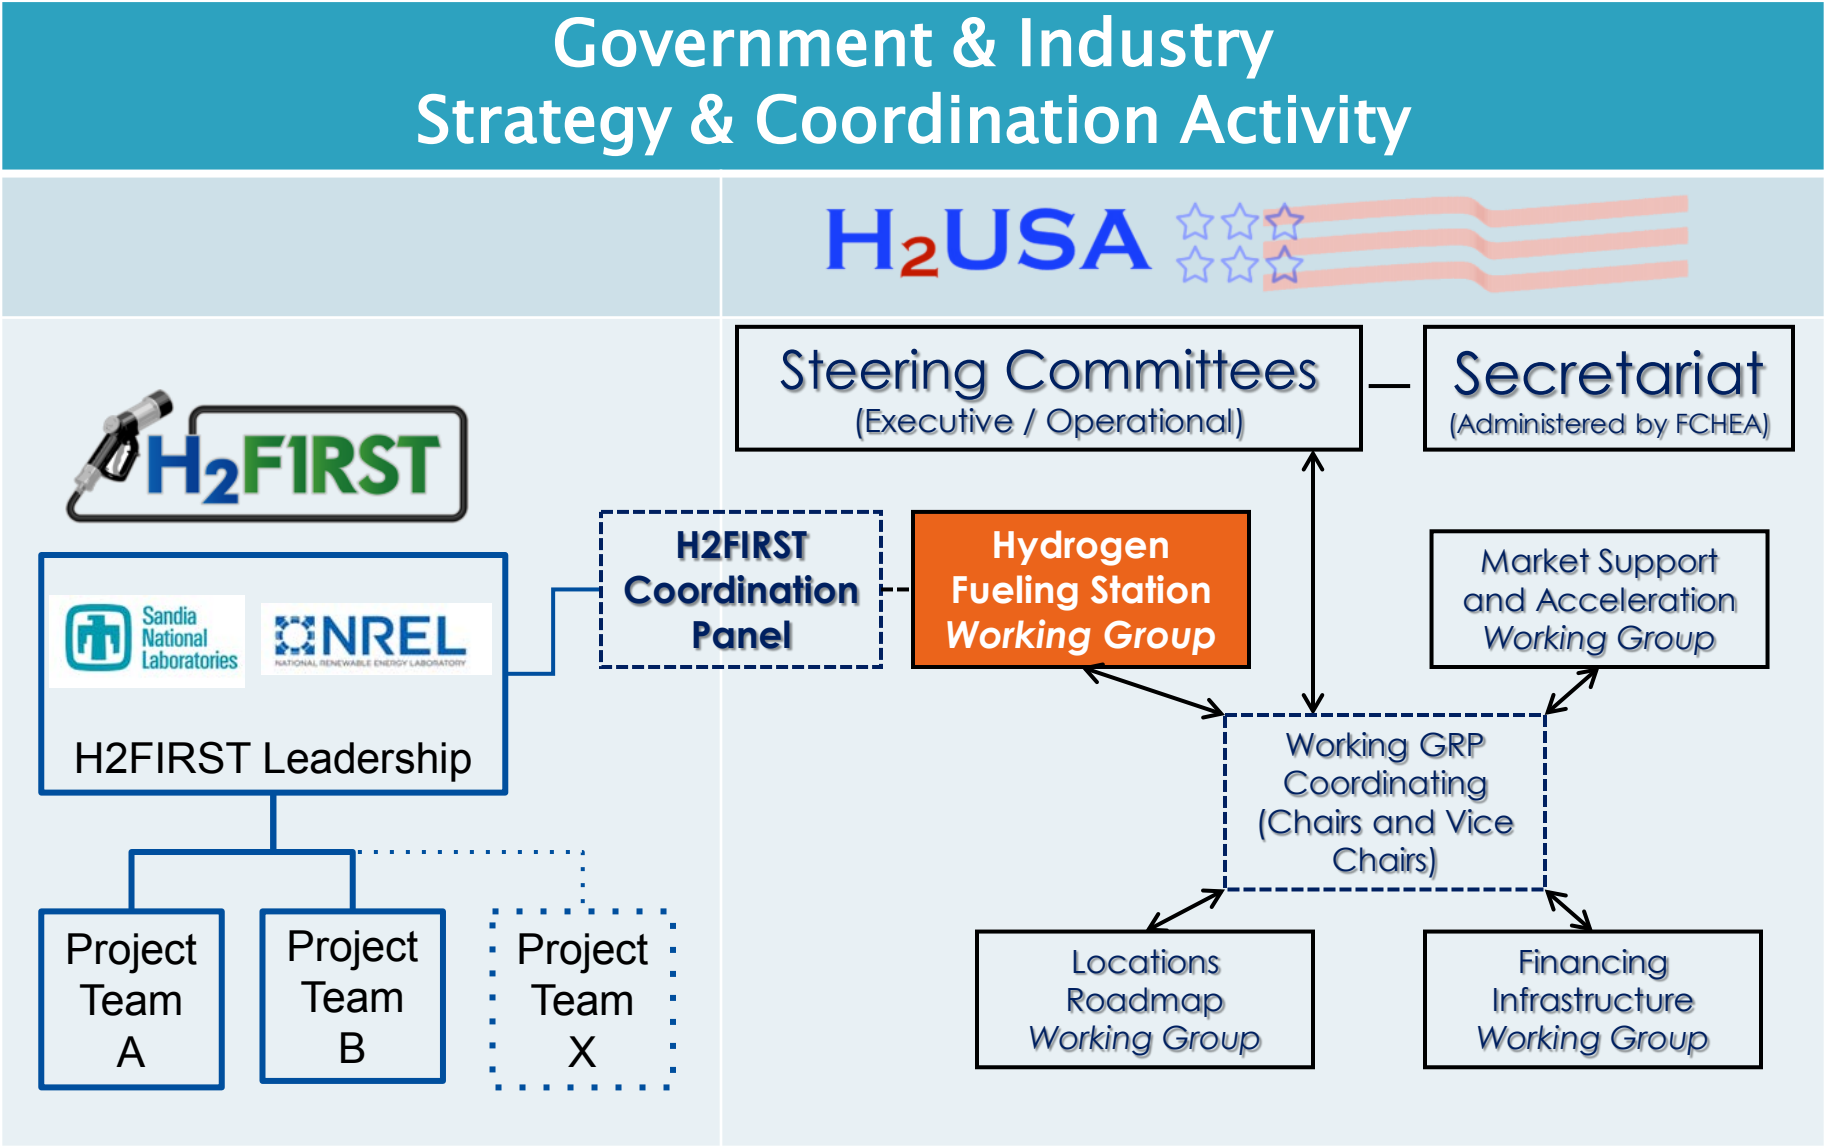 Government & Industry
Strategy & Coordination Activity
H2USA
Steering Committees
(Executive / Operational)
Secretariat
(Administered by FCHEA)
H2F1RST
H2FIRST
Coordination
Panel
Hydrogen
Fueling Station
Working Group
Market Support
and Acceleration
Working Group
Sandia
National
Laboratories
NREL
NATIONAL RENEWABLE ENERGY LABORATORY
H2FIRST Leadership
Working GRP
Coordinating
(Chairs and Vice
Chairs)
Project
Team
A
Project
Team
B
Project
Team
X
Locations
Roadmap
Working Group
Financing
Infrastructure
Working Group